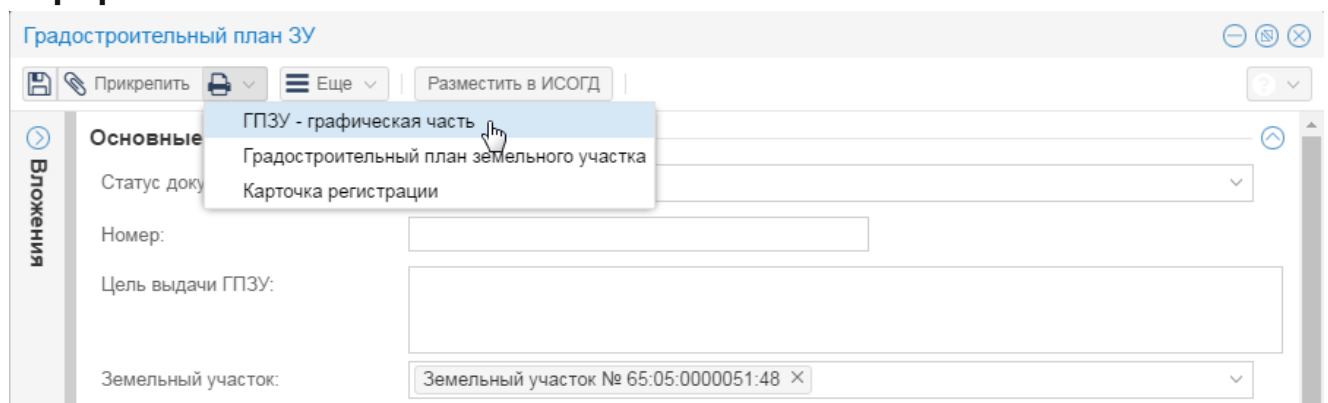 Градостроительный план ЗУ
Прикрепить Еще Разместить в ИСОГД ?
ГПЗУ - графическая часть
Основные
Градостроительный план земельного участка
Статус доку
Карточка регистрации
Вложения
Номер:
Цель выдачи ГПЗУ:
Земельный участок: Земельный участок № 65:05:0000051:48 ×